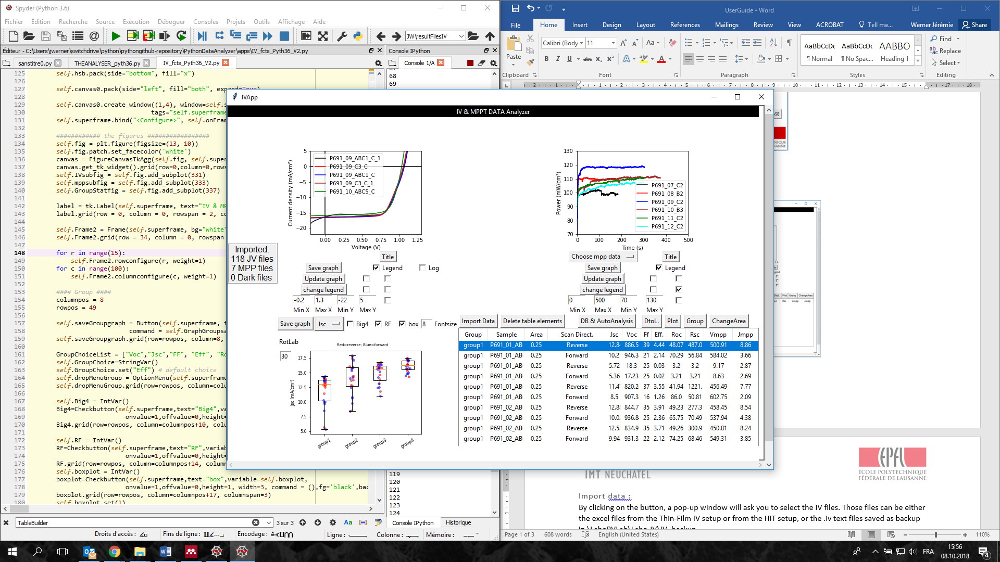 Spyder (Python 3.6)
Fichier Édition Recherche Source Exécution Déboguer Consoles Projets Outils Affichage Aide
JW\resultFilesIV
Éditeur - C:\Users\jwerner\switchdrive\python\pythongithub-repository\PythonDataAnalyzer\apps\IV_fcts_Pyth36_V2.py
sanstitre0.py THEANALYSER_pyth36.py IV_fcts_Pyth36_V2.py
125 self.hsb.pack(side="bottom", fill="x")
126
127 self.canvas0.pack(side="left", fill="both", expand=True)
128
129 self.canvas0.create_window((1,4), window=self.s
130 tags="self.superframe
131 self.superframe.bind("<Configure>", self.onFram
132
133 ############ the figures #################
134 self.fig = plt.figure(figsize=(13, 10))
135 self.fig.patch.set_facecolor('white')
136 canvas = FigureCanvasTkAgg(self.fig, self.super
137 canvas.get_tk_widget().grid(row=0,column=0,rows
138 self.IVsubfig = self.fig.add_subplot(331)
139 self.mppsubfig = self.fig.add_subplot(333)
140 self.GroupStatfig = self.fig.add_subplot(337)
141
142 label = tk.Label(self.superframe, text="IV & MP
143 label.grid(row = 0, column = 0, rowspan = 2, co
144
145 self.Frame2 = Frame(self.superframe, bg="white"
146 self.Frame2.grid(row = 34, column = 0, rowspan
147
148 for r in range(15):
149 self.Frame2.rowconfigure(r, weight=1)
150 for c in range(100):
151 self.Frame2.columnconfigure(c, weight=1)
152
153 #### Group ####
154 columnpos = 8
155 rowpos = 49
156
157 self.saveGroupgraph = Button(self.superframe, t
158 command = self.GraphGroupsa
159 self.saveGroupgraph.grid(row=rowpos, column=8,
160
161 GroupChoiceList = ["Voc","Jsc","FF", "Eff", "Ro
162 self.GroupChoice=StringVar()
163 self.GroupChoice.set("Eff") # default choice
164 self.dropMenuGroup = OptionMenu(self.superframe
165 self.dropMenuGroup.grid(row=rowpos, column=colu
166
167 self.Big4 = IntVar()
168 Big4=Checkbutton(self.superframe,text="Big4",va
169 onvalue=1,offvalue=0,height=
170 Big4.grid(row=rowpos, column=columnpos+10, colu
171
172 self.RF = IntVar()
173 RF=Checkbutton(self.superframe,text="RF",variab
174 onvalue=1,offvalue=0,height=
175 RF.grid(row=rowpos, column=columnpos+14, column
176 self.boxplot = IntVar()
177 boxplot=Checkbutton(self.superframe,text="box",variable=self.boxplot,
178 onvalue=1,offvalue=0,height=1, width=3, command = (),fg='black',bac
179 boxplot.grid(row=rowpos, column=columnpos+17, columnspan=3)
180 self.boxplot.set(1)
TableBuilder 3 sur 3
Droits d'accès : Fins de ligne : Encodage : Ligne : Colonne : Mémoire :
Console IPython
Console 1/A
68
69
119
120
121
122
123
124
Console IPython Historique
IVApp
IV & MPPT DATA Analyzer
5
0
−5
−10
−15
−20
Current density (mA/cm²)
P691_09_ABC1_C_1
P691_09_C3_C
P691_09_ABC1_C
P691_09_C3_C_1
P691_10_ABC5_C
0.00 0.25 0.50 0.75 1.00 1.25
Voltage (V)
130
120
110
100
90
80
70
Power (mW/cm²)
P691_07_C2
P691_08_B2
P691_09_C2
P691_10_B3
P691_11_C2
P691_12_C2
0 100 200 300 400 500
Time (s)
Imported:
118 JV files
7 MPP files
0 Dark files
Title
Save graph Legend Log
Update graph
change legend
-0.2 1.3 -22 5
Min X Max X Min Y Max Y
Choose mpp data Title
Save graph Legend
Update graph
change legend
0 500 70 130
Min X Max X Min Y Max Y
Save graph Jsc Big4 RF box 8 Fontsize
RotLab
30
Red=reverse; Blue=forward
17.5
15.0
12.5
10.0
7.5
5.0
Jsc (mA/cm²)
group1 group2 group3 group4
Import Data Delete table elements DB & AutoAnalysis DtoL. Plot Group ChangeArea
Group Sample Area Scan Direct. Jsc Voc Ff Eff. Roc Rsc Vmpp Jmpp
group1 P691_01_AB 0.25 Reverse 12.8 886.5 39 4.44 48.07 487.0 500.91 8.86
group1 P691_01_AB 0.25 Forward 10.2 946.3 21 2.14 70.29 56.84 584.02 3.66
group1 P691_01_AB 0.25 Reverse 5.72 18.3 25 0.03 3.2 3.2 9.17 2.87
group1 P691_01_AB 0.25 Forward 5.36 17.23 25 0.02 3.21 3.21 8.63 2.69
group1 P691_01_AB 0.25 Reverse 11.4 820.2 37 3.55 41.94 1221. 456.49 7.77
group1 P691_01_AB 0.25 Forward 8.5 907.3 16 1.26 86.0 50.81 602.75 2.09
group1 P691_02_AB 0.25 Reverse 12.8 844.7 35 3.91 49.23 277.3 458.45 8.54
group1 P691_02_AB 0.25 Forward 10.0 936.8 25 2.36 65.75 70.49 537.94 4.38
group1 P691_02_AB 0.25 Reverse 12.5 834.9 35 3.71 49.26 300.9 450.81 8.24
group1 P691_02_AB 0.25 Forward 9.94 931.3 22 2.12 74.25 68.46 549.31 3.85
UserGuide - Word
File Home Insert Design Layout References Mailings Review View ACROBAT Tell me... Werner Jérémie Share
Paste
Calibri (Body) 11
AaBbCcDc AaBbCcDc AABBC
¶ Normal ¶ No Spac... Heading 1
Find
Replace
Select
Clipboard Font Paragraph Styles Editing
EPFL
ÉCOLE POLYTECHNIQUE
FÉDÉRALE DE LAUSANNE
IMT NEUCHATEL
Import data :
By clicking on the button, a pop-up window will ask you to select the IV files. Those files can be either
the excel files from the Thin-Film IV setup or from the HIT setup, or the .iv text files saved as backup
Page 1 of 3 608 words English (United States) 110%
FRA 15:56
08.10.2018
4